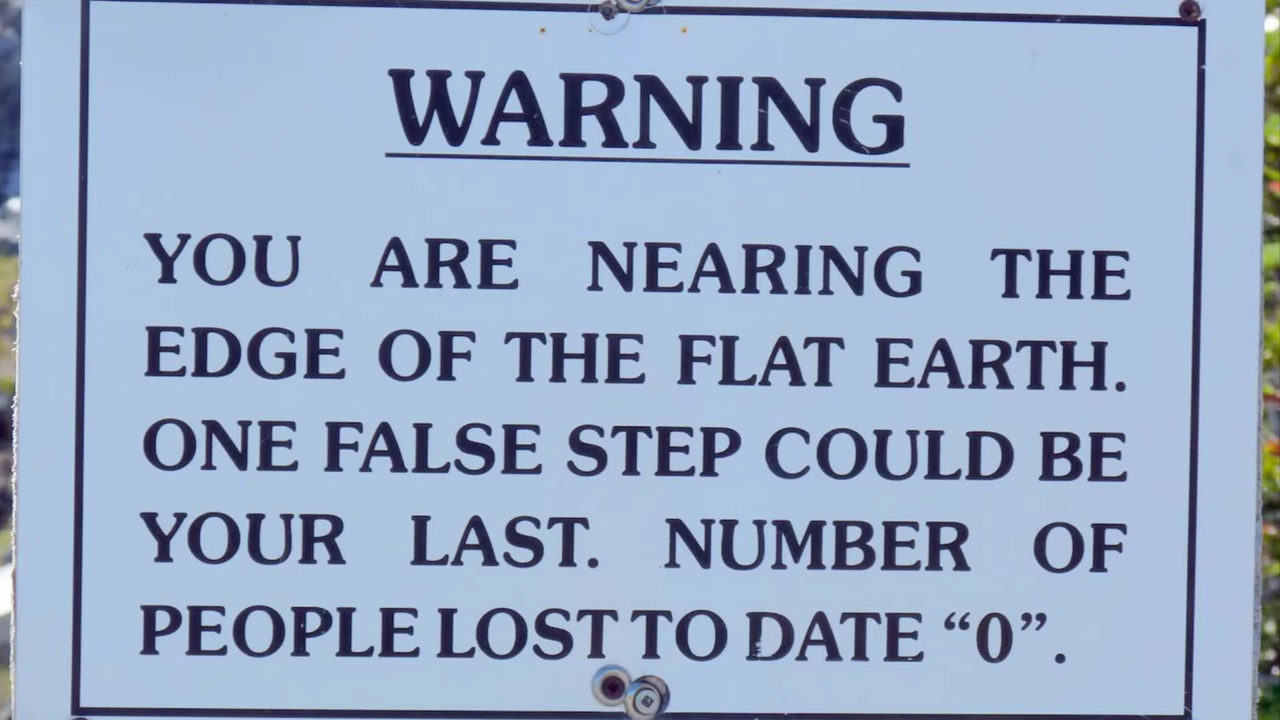 WARNING
YOU ARE NEARING THE
EDGE OF THE FLAT EARTH.
ONE FALSE STEP COULD BE
YOUR LAST. NUMBER OF
PEOPLE LOST TO DATE “0”.